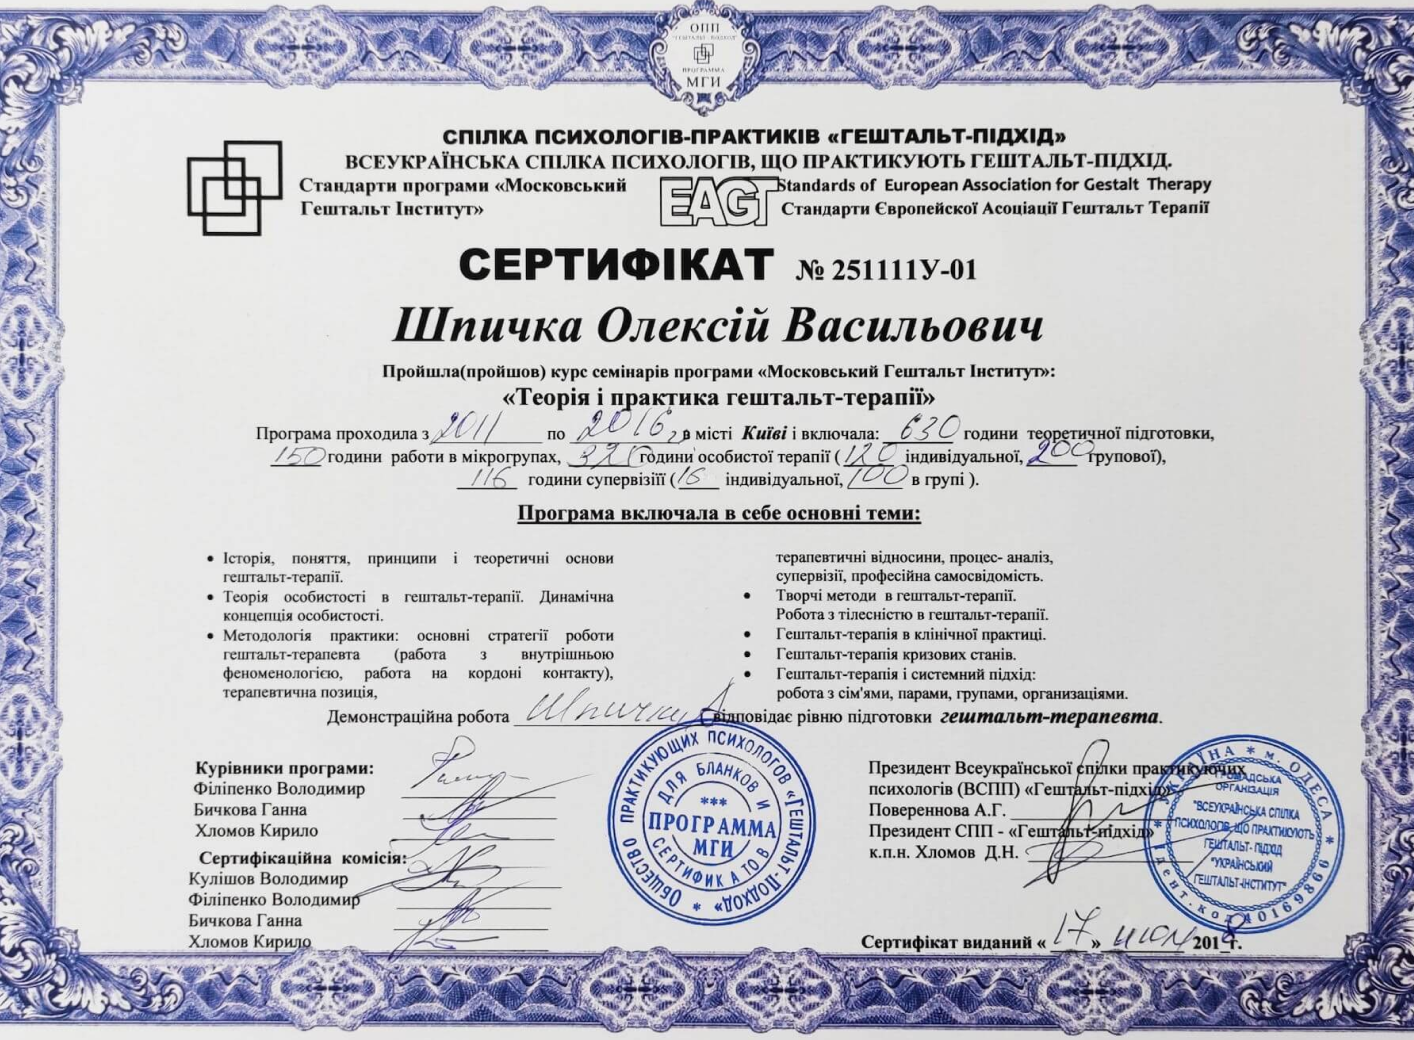 ОПП
"ГЕШТАЛЬТ - ПОДХОД"
ПРОГРАММА
МГИ
СПІЛКА ПСИХОЛОГІВ-ПРАКТИКІВ «ГЕШТАЛЬТ-ПІДХІД»
ВСЕУКРАЇНСЬКА СПІЛКА ПСИХОЛОГІВ, ЩО ПРАКТИКУЮТЬ ГЕШТАЛЬТ-ПІДХІД.
Стандарти програми «Московський
Гештальт Інститут»
EAGT
Standards of European Association for Gestalt Therapy
Стандарти Європейскої Асоціації Гештальт Терапії
СЕРТИФІКАТ № 251111У-01
Шпичка Олексій Васильович
Пройшла(пройшов) курс семінарів програми «Московський Гештальт Інститут»:
«Теорія і практика гештальт-терапії»
Програма проходила з 2011 по 2016 г. в місті Київі і включала: 630 години теоретичної підготовки,
150 години работи в мікрогрупах, 320 години особистої терапії ( 120 індивідуальної, 200 групової),
116 години супервізіїї ( 16 індивідуальної, 100 в групі ).
Програма включала в себе основні теми:
• Історія, поняття, принципи і теоретичні основи
гештальт-терапії.
• Теорія особистості в гештальт-терапії. Динамічна
концепція особистості.
• Методологія практики: основні стратегії роботи
гештальт-терапевта (работа з внутрішньою
феноменологією, работа на кордоні контакту),
терапевтична позиція,
терапевтичні відносини, процес- аналіз,
супервізії, професійна самосвідомість.
• Творчі методи в гештальт-терапії.
Робота з тілесністю в гештальт-терапії.
• Гештальт-терапія в клінічної практиці.
• Гештальт-терапія кризових станів.
• Гештальт-терапія і системний підхід:
робота з сім'ями, парами, групами, организаціями.
Демонстраційна робота Шпички О відповідає рівню підготовки гештальт-терапевта.
Курівники програми:
Філіпенко Володимир
Бичкова Ганна
Хломов Кирило
Сертифікаційна комісія:
Кулішов Володимир
Філіпенко Володимир
Бичкова Ганна
Хломов Кирило
ОБЩЕСТВО ПРАКТИКУЮЩИХ ПСИХОЛОГОВ «ГЕШТАЛЬТ-ПОДХОД»
ДЛЯ БЛАНКОВ И
***
ПРОГРАММА
МГИ
СЕРТИФИКАТОВ
Президент Всеукраїнської спілки практикуючих
психологів (ВСПП) «Гештальт-підхід»
Повереннова А.Г.
Президент СПП - «Гештальт-підхід»
к.п.н. Хломов Д.Н.
УКРАЇНА * м. ОДЕСА * ідент.код 40169866
ГРОМАДСЬКА
ОРГАНІЗАЦІЯ
"ВСЕУКРАЇНСЬКА СПІЛКА
ПСИХОЛОГІВ, ЩО ПРАКТИКУЮТЬ
ГЕШТАЛЬТ- ПІДХІД
"УКРАЇНСЬКИЙ
ГЕШТАЛЬТ-ІНСТИТУТ"
Сертифікат виданий « 17 » июн 2018 г.